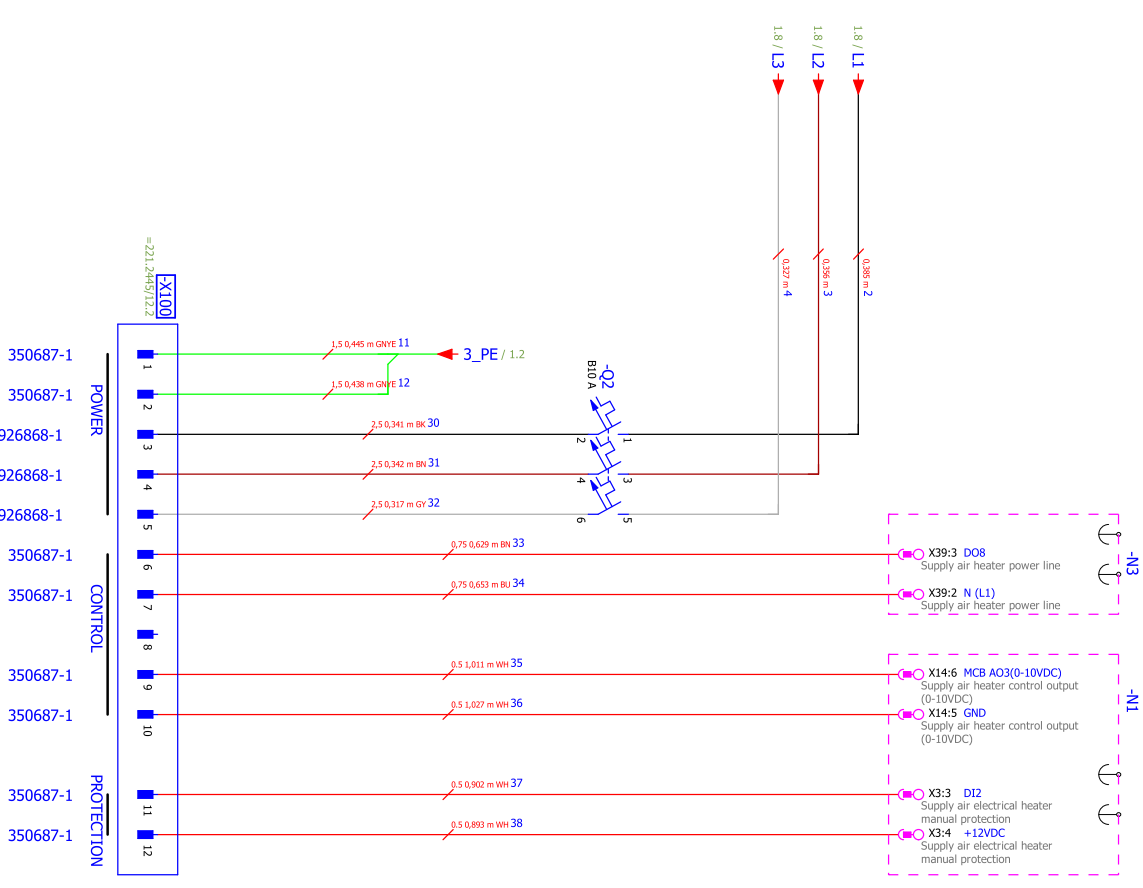 1.8 / L3
1.8 / L2
1.8 / L1
0,327 m 4
0,356 m 3
0,385 m 2
=221.2445/12.2
-X100
350687-1
1
1,5 0,445 m GNYE 11
3_PE / 1.2
350687-1
2
1,5 0,438 m GNYE 12
POWER
-Q2
B10 A
926868-1
3
2,5 0,341 m BK 30
2
1
926868-1
4
2,5 0,342 m BN 31
4
3
926868-1
5
2,5 0,317 m GY 32
6
5
350687-1
6
0,75 0,629 m BN 33
X39:3 DO8
Supply air heater power line
-N3
350687-1
7
0,75 0,653 m BU 34
X39:2 N (L1)
Supply air heater power line
CONTROL
8
350687-1
9
0.5 1,011 m WH 35
X14:6 MCB AO3(0-10VDC)
Supply air heater control output
(0-10VDC)
-N1
350687-1
10
0.5 1,027 m WH 36
X14:5 GND
Supply air heater control output
(0-10VDC)
PROTECTION
350687-1
11
0.5 0,902 m WH 37
X3:3 DI2
Supply air electrical heater
manual protection
350687-1
12
0.5 0,893 m WH 38
X3:4 +12VDC
Supply air electrical heater
manual protection